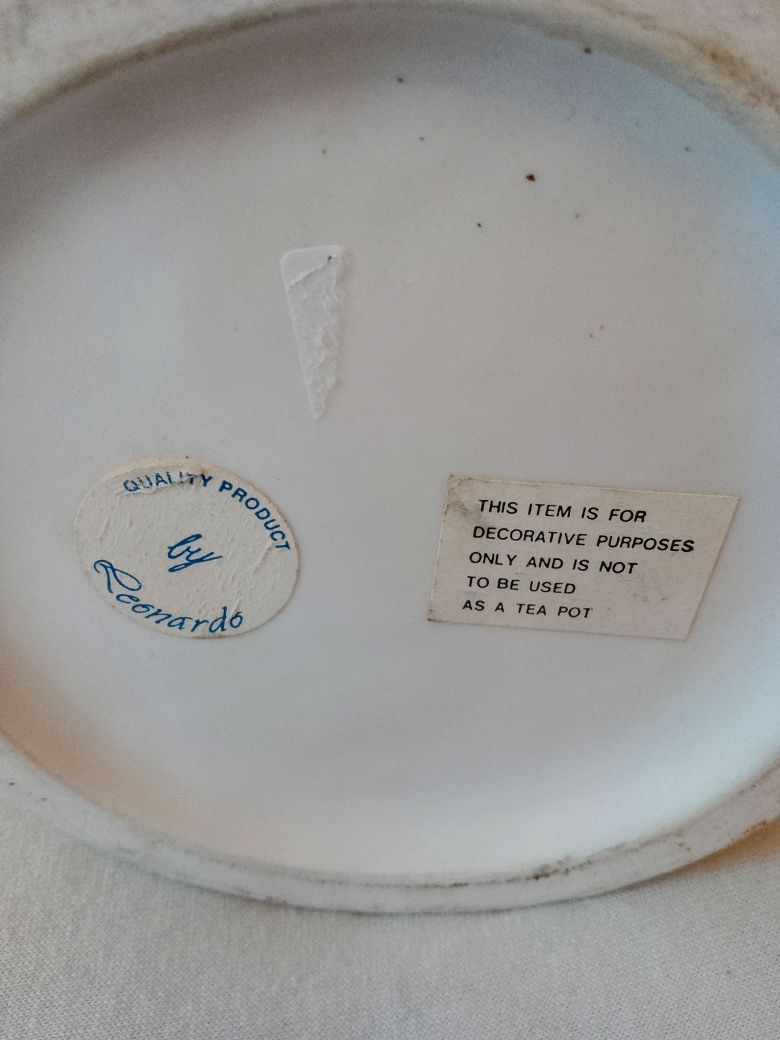 QUALITY PRODUCT
by
Leonardo
THIS ITEM IS FOR
DECORATIVE PURPOSES
ONLY AND IS NOT
TO BE USED
AS A TEA POT